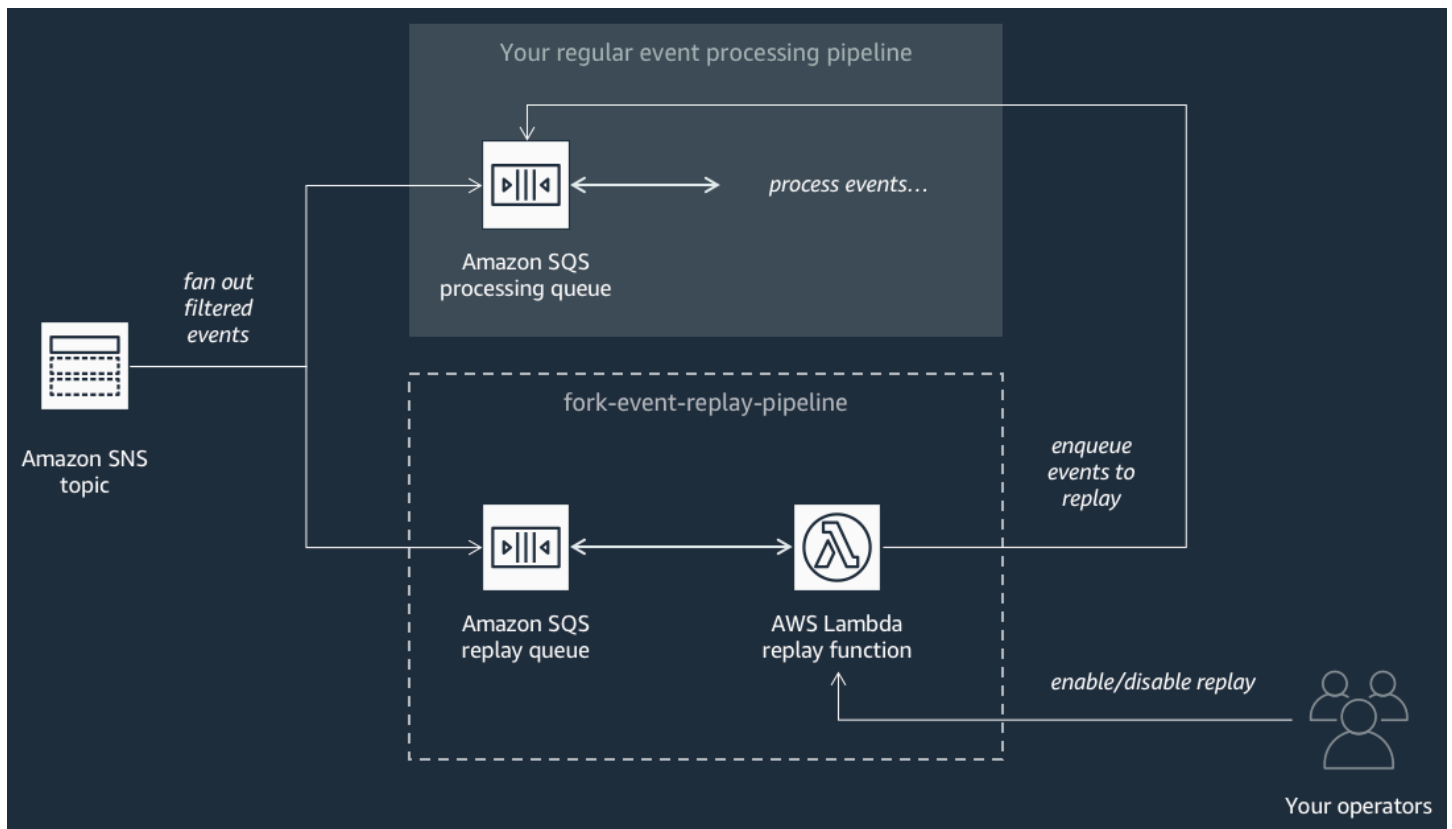 Your regular event processing pipeline
process events...
Amazon SQS
processing queue
fan out
filtered
events
Amazon SNS
topic
fork-event-replay-pipeline
enqueue
events to
replay
Amazon SQS
replay queue
AWS Lambda
replay function
enable/disable replay
Your operators